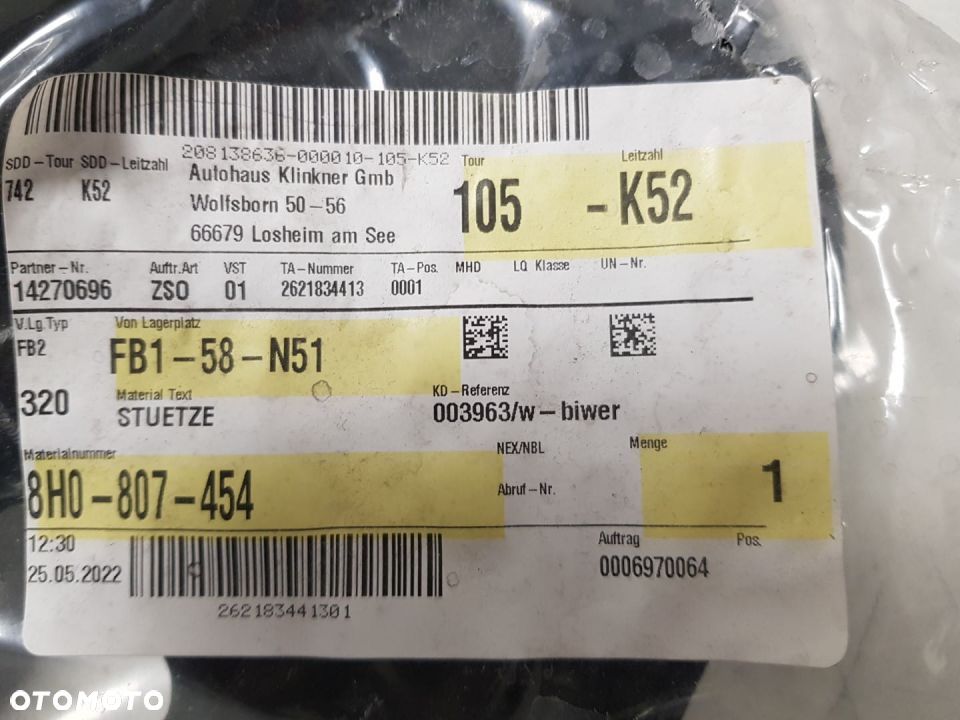 208138636-000010-105-K52
SDD-Tour SDD-Leitzahl
742 K52
Autohaus Klinkner Gmb
Wolfsborn 50-56
66679 Losheim am See
Tour Leitzahl
105 - K52
Partner-Nr. Auftr.Art VST TA-Nummer TA-Pos. MHD LQ Klasse UN-Nr.
14270696 ZSO 01 2621834413 0001
V.Lg.Typ Von Lagerplatz
FB2 FB1-58-N51
320 Material Text KD-Referenz
STUETZE 003963/w-biwer
Materialnummer NEX/NBL Menge
8H0-807-454 Abruf-Nr. 1
12:30 Auftrag Pos.
25.05.2022 0006970064
262183441301
OTOMOTO